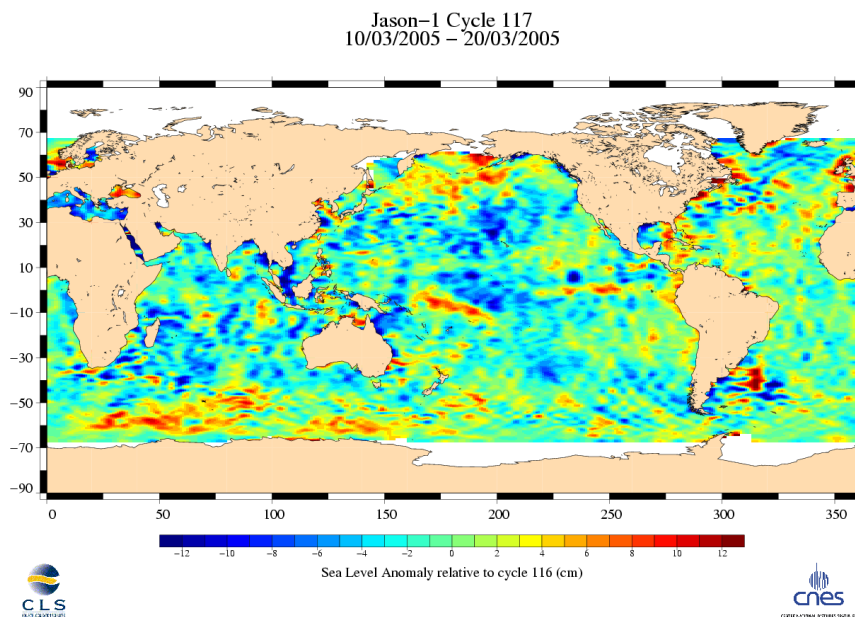 Jason-1 Cycle 117
10/03/2005 - 20/03/2005
90
70
50
30
10
-10
-30
-50
-70
-90
0 50 100 150 200 250 300 350
-12 -10 -8 -6 -4 -2 0 2 4 6 8 10 12
Sea Level Anomaly relative to cycle 116 (cm)
CLS
cnes